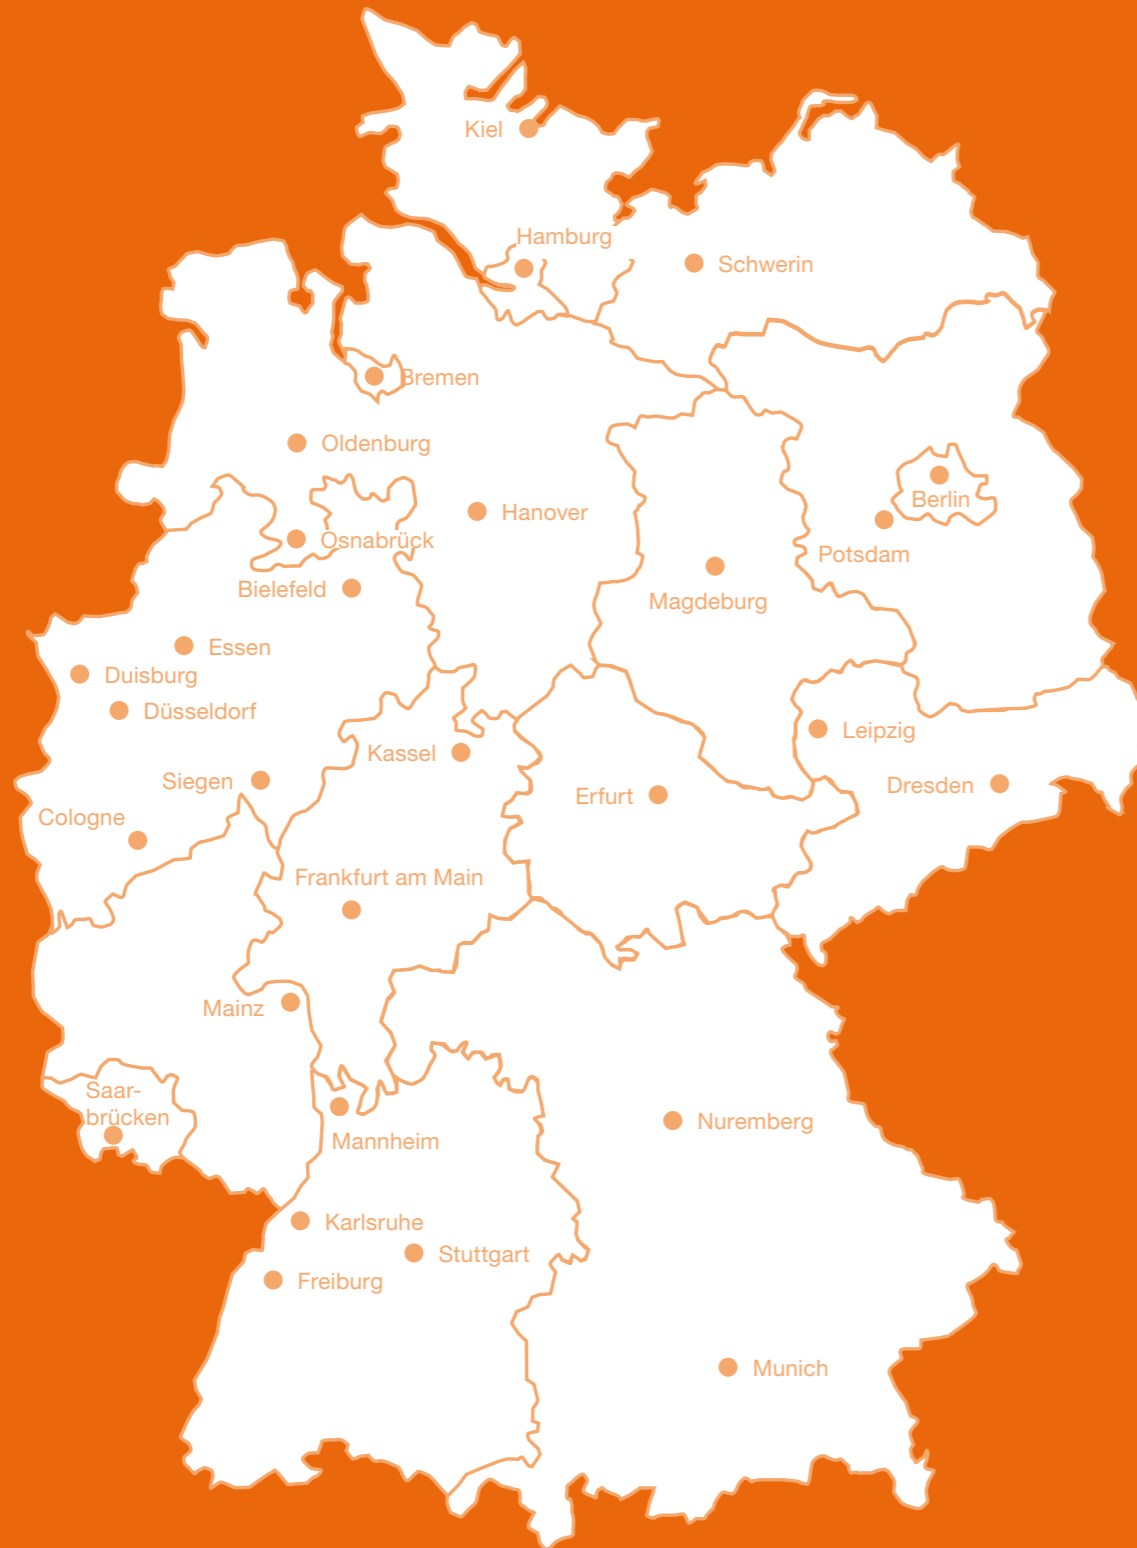 Kiel
Hamburg
Schwerin
Bremen
Oldenburg
Berlin
Hanover
Osnabrück
Potsdam
Bielefeld
Magdeburg
Essen
Duisburg
Düsseldorf
Leipzig
Kassel
Siegen
Dresden
Erfurt
Cologne
Frankfurt am Main
Mainz
Saar-
brücken
Nuremberg
Mannheim
Karlsruhe
Stuttgart
Freiburg
Munich